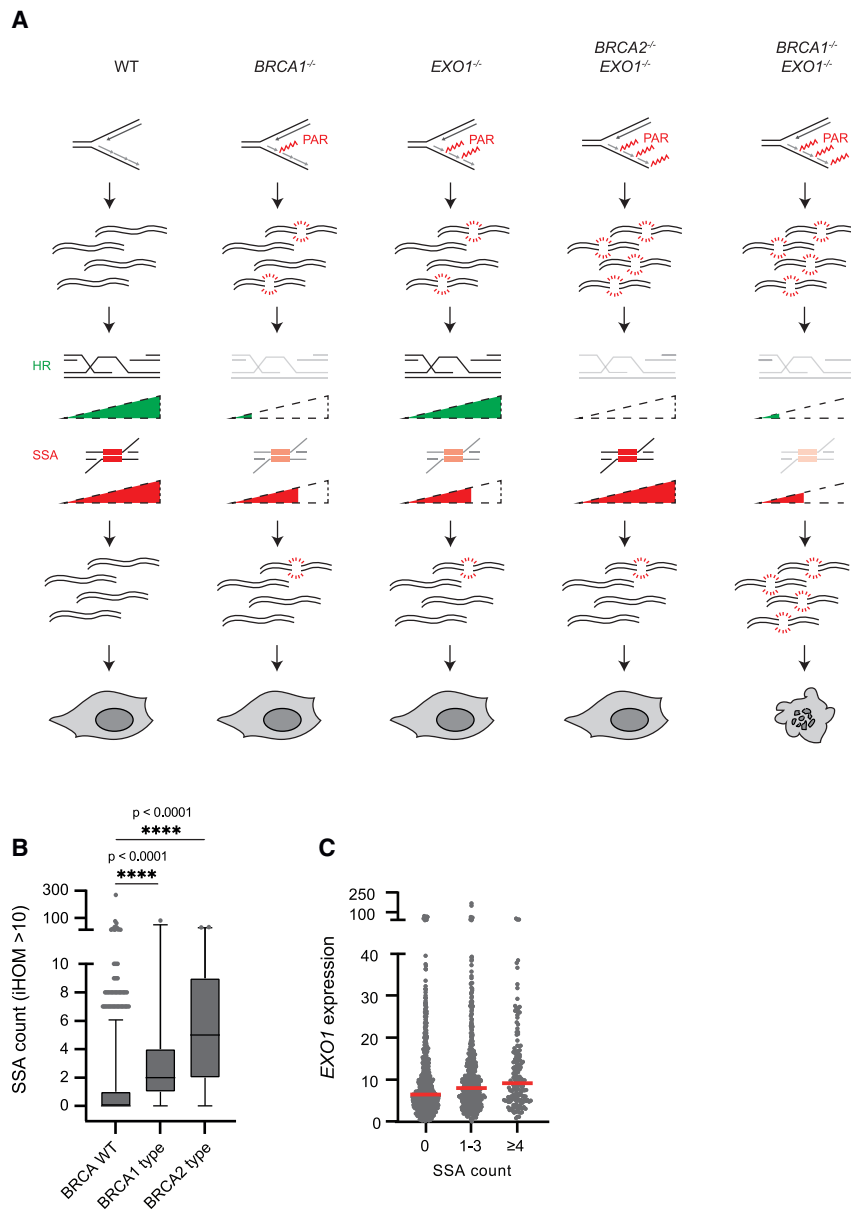 A
WT
BRCA1-/-
EXO1-/-
BRCA2-/-
EXO1-/-
BRCA1-/-
EXO1-/-
PAR
PAR
PAR
PAR
HR
SSA
B
p < 0.0001
****
p < 0.0001
****
300
100
10
8
6
4
2
0
SSA count (iHOM >10)
BRCA WT
BRCA1 type
BRCA2 type
C
250
100
40
30
20
10
0
EXO1 expression
0
1-3
≥4
SSA count